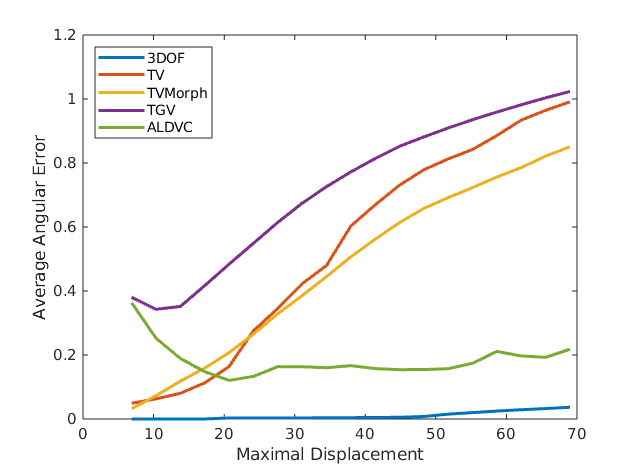 1.2
1
0.8
0.6
0.4
0.2
0
Average Angular Error
3DOF
TV
TVMorph
TGV
ALDVC
0 10 20 30 40 50 60 70
Maximal Displacement